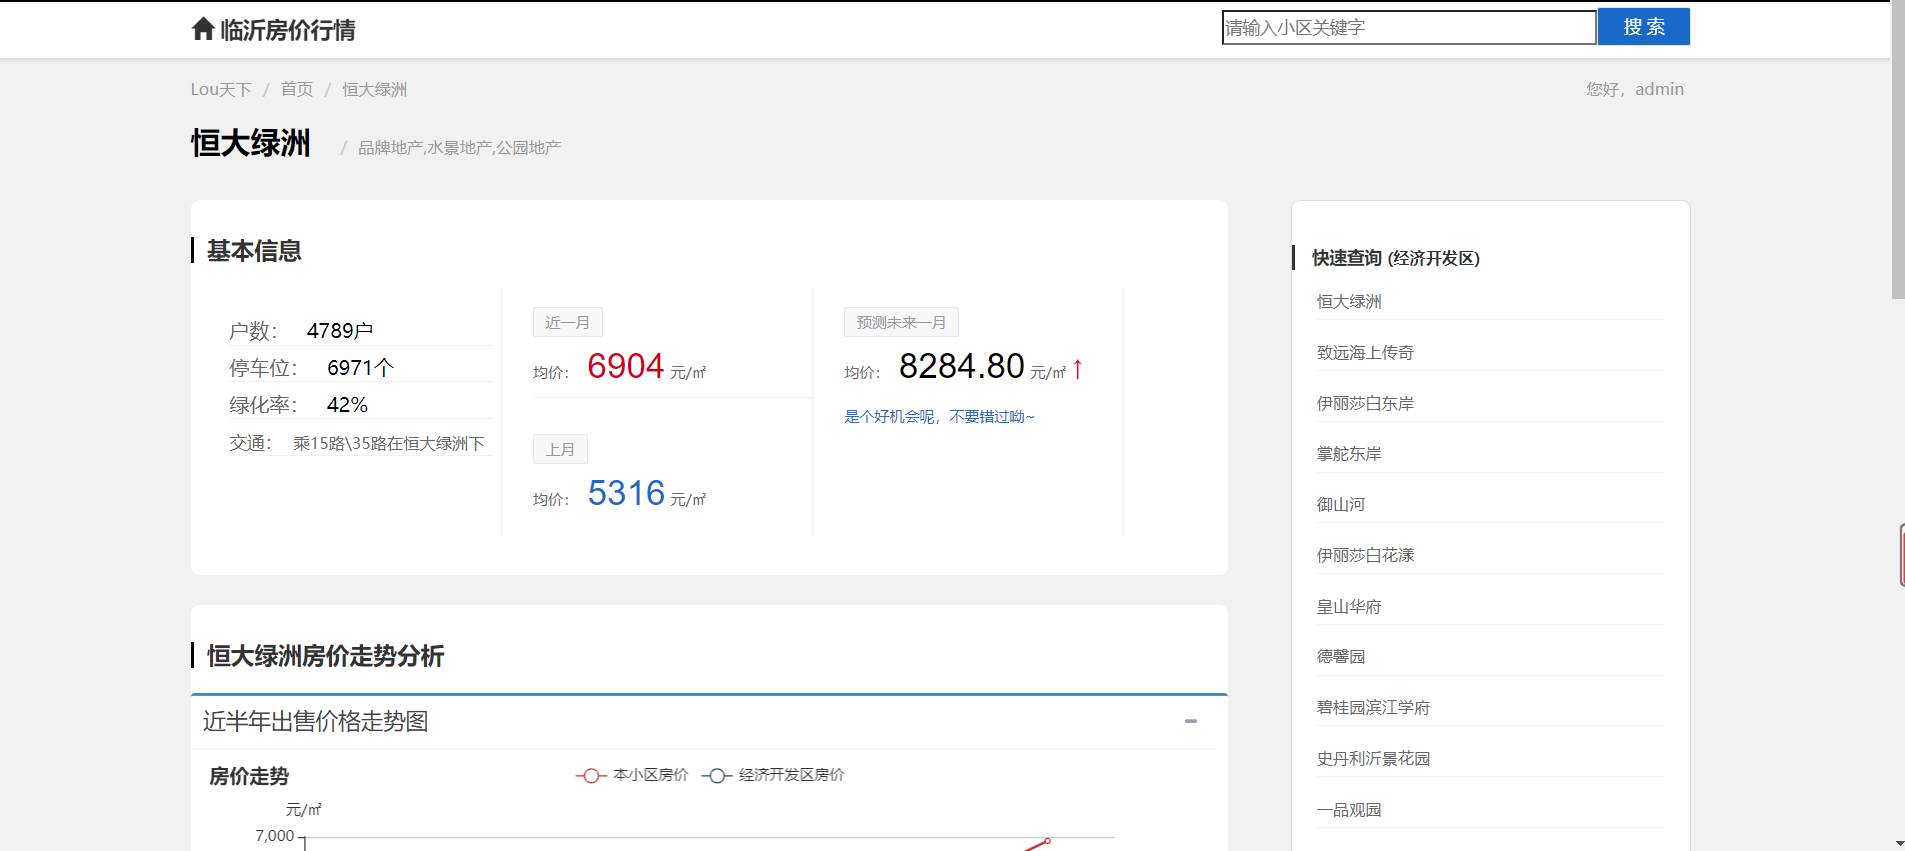 临沂房价行情
请输入小区关键字
搜 索
Lou天下 / 首页 / 恒大绿洲
您好，admin
恒大绿洲 / 品牌地产,水景地产,公园地产
基本信息
户数： 4789户
停车位： 6971个
绿化率： 42%
交通： 乘15路\35路在恒大绿洲下
近一月
均价： 6904 元/㎡
上月
均价： 5316 元/㎡
预测未来一月
均价： 8284.80 元/㎡ ↑
是个好机会呢，不要错过呦~
快速查询 (经济开发区)
恒大绿洲
致远海上传奇
伊丽莎白东岸
掌舵东岸
御山河
伊丽莎白花漾
皇山华府
德馨园
碧桂园滨江学府
史丹利沂景花园
一品观园
恒大绿洲房价走势分析
近半年出售价格走势图
房价走势
本小区房价 经济开发区房价
元/㎡
7,000